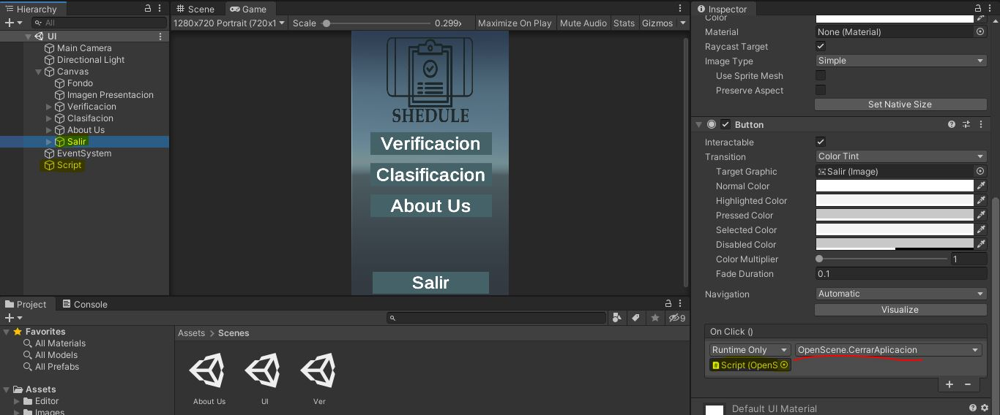 Hierarchy
All
UI
Main Camera
Directional Light
Canvas
Fondo
Imagen Presentacion
Verificacion
Clasifacion
About Us
Salir
EventSystem
Script
Scene
Game
1280x720 Portrait (720x1
Scale
0.299x
Maximize On Play
Mute Audio
Stats
Gizmos
SHEDULE
Verificacion
Clasificacion
About Us
Salir
Project
Console
9
Favorites
All Materials
All Models
All Prefabs
Assets
Editor
Images
Assets > Scenes
About Us
UI
Ver
Inspector
Color
Material
None (Material)
Raycast Target
Image Type
Simple
Use Sprite Mesh
Preserve Aspect
Set Native Size
Button
Interactable
Transition
Color Tint
Target Graphic
Salir (Image)
Normal Color
Highlighted Color
Pressed Color
Selected Color
Disabled Color
Color Multiplier
1
Fade Duration
0.1
Navigation
Automatic
Visualize
On Click ()
Runtime Only
OpenScene.CerrarAplicacion
Script (OpenS
Default UI Material